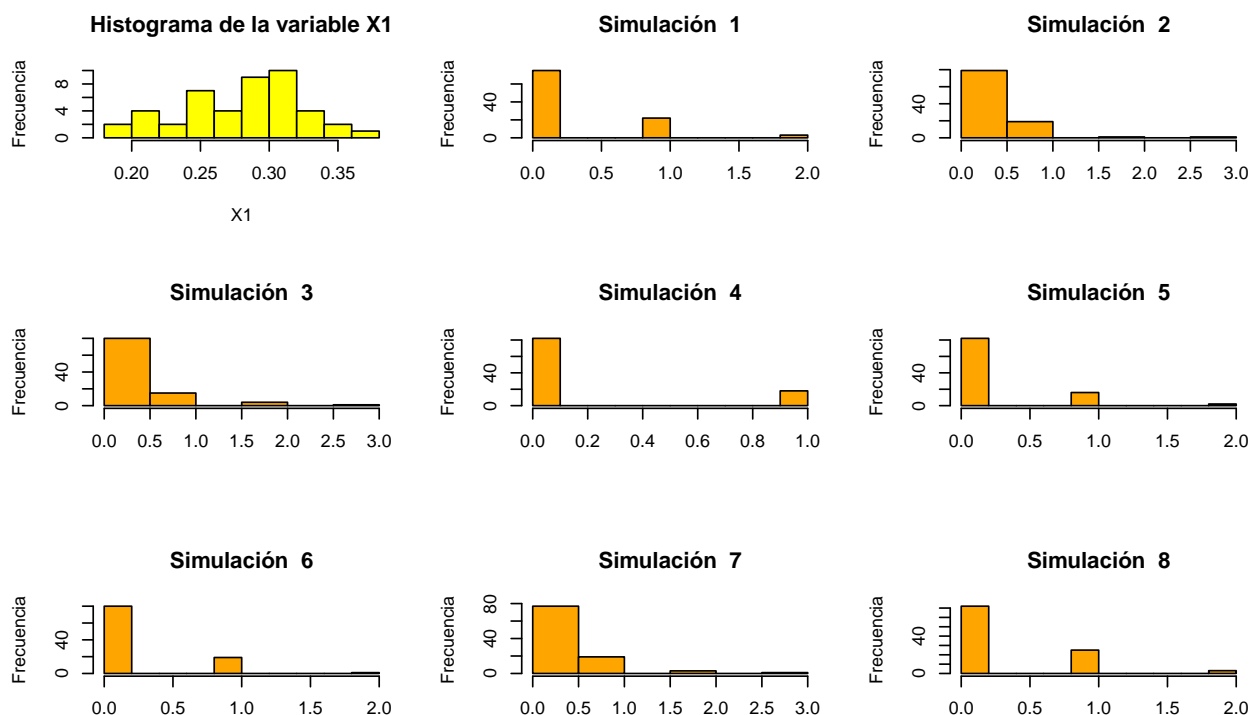 Histograma de la variable X1
Frecuencia
0 4 8
0.20 0.25 0.30 0.35
X1
Simulación 1
Frecuencia
0 40
0.0 0.5 1.0 1.5 2.0
Simulación 2
Frecuencia
0 40
0.0 0.5 1.0 1.5 2.0 2.5 3.0
Simulación 3
Frecuencia
0 40
0.0 0.5 1.0 1.5 2.0 2.5 3.0
Simulación 4
Frecuencia
0 40
0.0 0.2 0.4 0.6 0.8 1.0
Simulación 5
Frecuencia
0 40
0.0 0.5 1.0 1.5 2.0
Simulación 6
Frecuencia
0 40
0.0 0.5 1.0 1.5 2.0
Simulación 7
Frecuencia
0 40 80
0.0 0.5 1.0 1.5 2.0 2.5 3.0
Simulación 8
Frecuencia
0 40
0.0 0.5 1.0 1.5 2.0